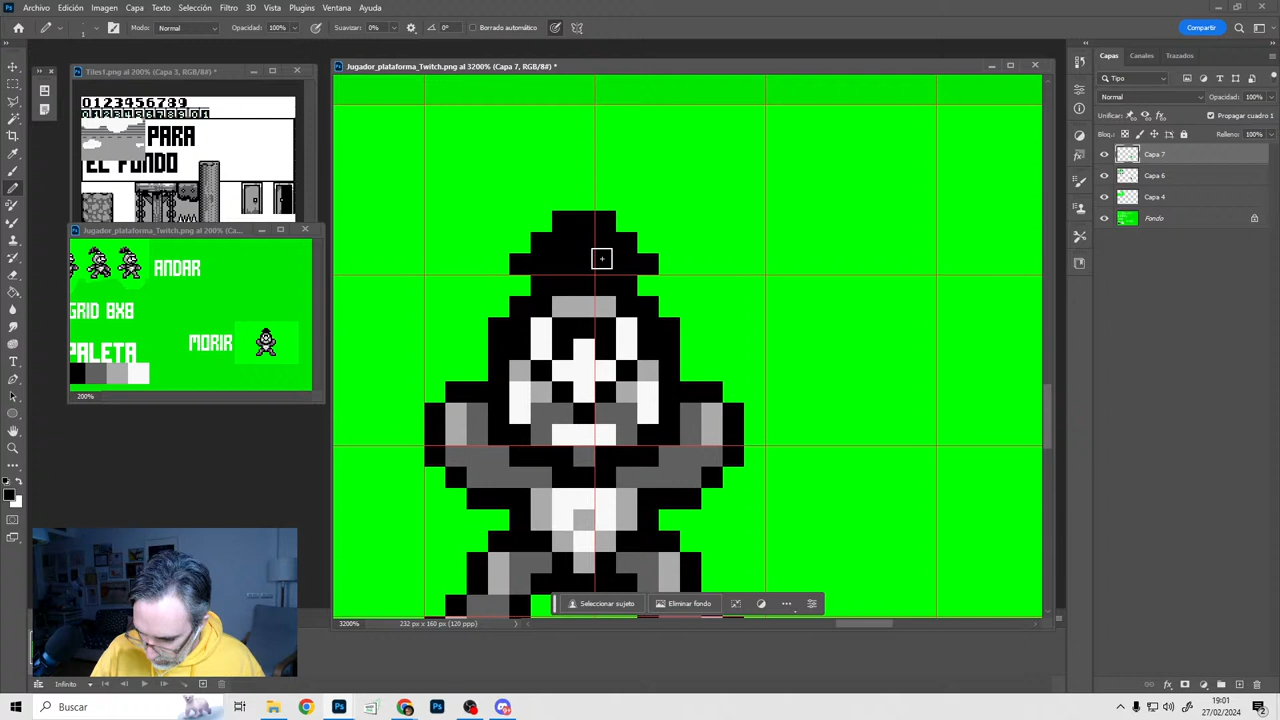 Archivo Edición Imagen Capa Texto Selección Filtro 3D Vista Plugins Ventana Ayuda
Modo: Normal Opacidad: 100% Suavizar: 0% 0° Borrado automático Compartir
Tiles1.png al 200% (Capa 3, RGB/8#) *
0123456789
012345678901
PARA
EL FONDO
Jugador_plataforma_Twitch.png al 200% (Ca...
ANDAR
GRID 8X8
MORIR
PALETA
200%
Jugador_plataforma_Twitch.png al 3200% (Capa 7, RGB/8#) *
Seleccionar sujeto Eliminar fondo
3200% 232 px x 160 px (120 ppp)
Capas Canales Trazados
Tipo
Normal Opacidad: 100%
Unificar: Propagar cuadro 1
Bloq.: Relleno: 100%
Capa 7
Capa 6
Capa 4
Fondo
Infinito
Buscar
19:01
27/02/2024